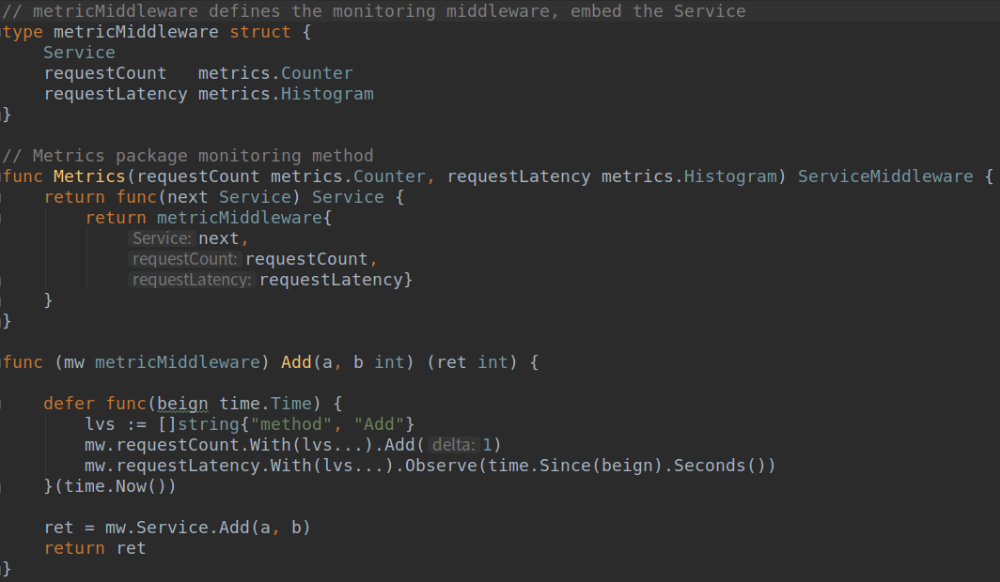 // metricMiddleware defines the monitoring middleware, embed the Service
type metricMiddleware struct {
    Service
    requestCount   metrics.Counter
    requestLatency metrics.Histogram
}

// Metrics package monitoring method
func Metrics(requestCount metrics.Counter, requestLatency metrics.Histogram) ServiceMiddleware {
    return func(next Service) Service {
        return metricMiddleware{
            Service: next,
            requestCount: requestCount,
            requestLatency: requestLatency}
    }
}

func (mw metricMiddleware) Add(a, b int) (ret int) {

    defer func(beign time.Time) {
        lvs := []string{"method", "Add"}
        mw.requestCount.With(lvs...).Add( delta: 1)
        mw.requestLatency.With(lvs...).Observe(time.Since(beign).Seconds())
    }(time.Now())

    ret = mw.Service.Add(a, b)
    return ret
}